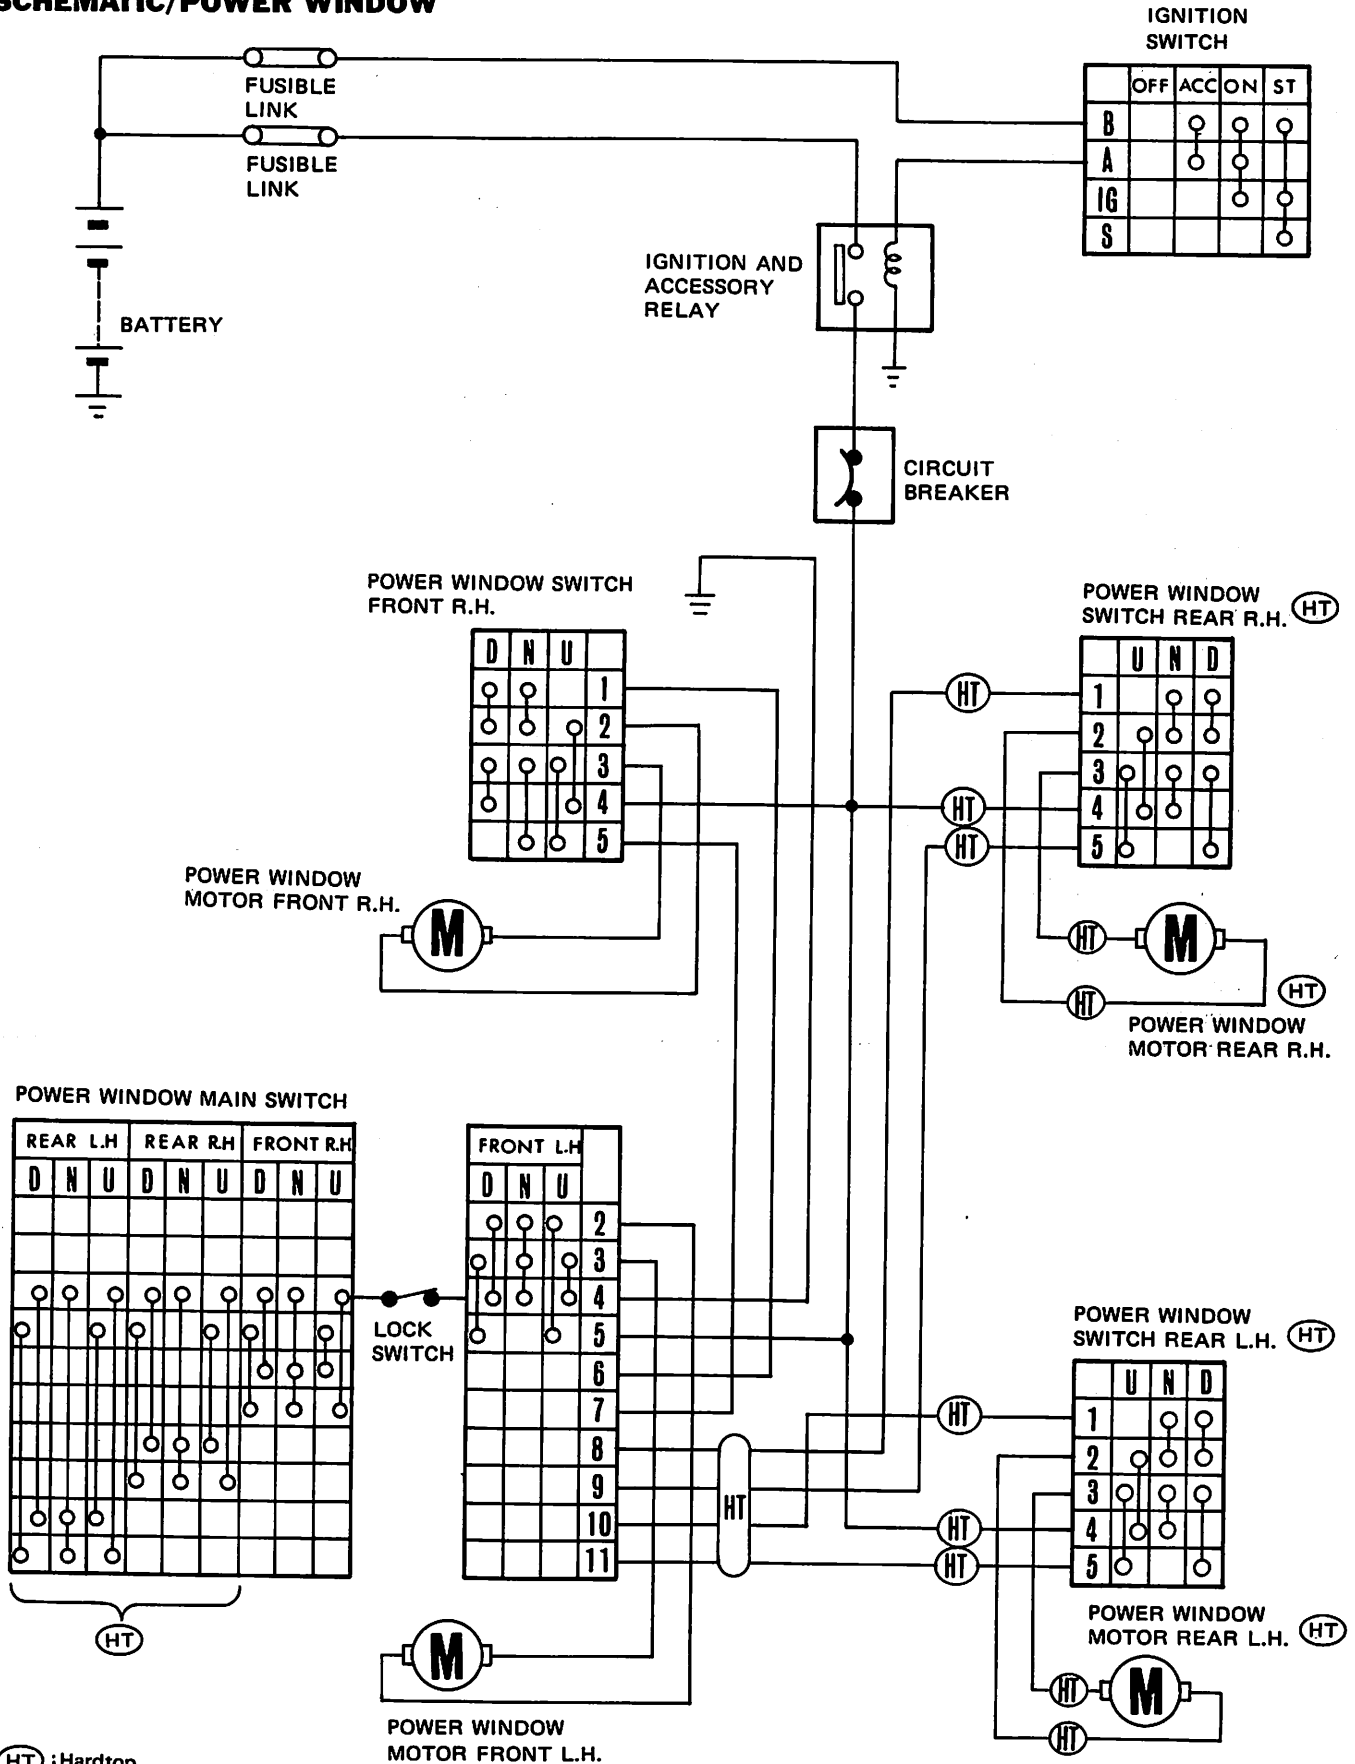 SCHEMATIC/POWER WINDOW
IGNITION
SWITCH
OFF ACC ON ST
B
A
IG
S
FUSIBLE
LINK
FUSIBLE
LINK
BATTERY
IGNITION AND
ACCESSORY
RELAY
CIRCUIT
BREAKER
POWER WINDOW SWITCH
FRONT R.H.
D N U
1
2
3
4
5
POWER WINDOW
MOTOR FRONT R.H.
M
POWER WINDOW
SWITCH REAR R.H. HT
U N D
HT 1
2
3
HT 4
HT 5
HT M
HT
HT
POWER WINDOW
MOTOR REAR R.H.
POWER WINDOW MAIN SWITCH
REAR L.H REAR R.H FRONT R.H
D N U D N U D N U
LOCK
SWITCH
FRONT L.H
D N U
2
3
4
5
6
7
8
9
10
11
HT
HT
POWER WINDOW
SWITCH REAR L.H. HT
U N D
HT 1
2
3
HT 4
HT 5
POWER WINDOW
MOTOR REAR L.H. HT
HT M
HT
M
POWER WINDOW
MOTOR FRONT L.H.
HT : Hardtop